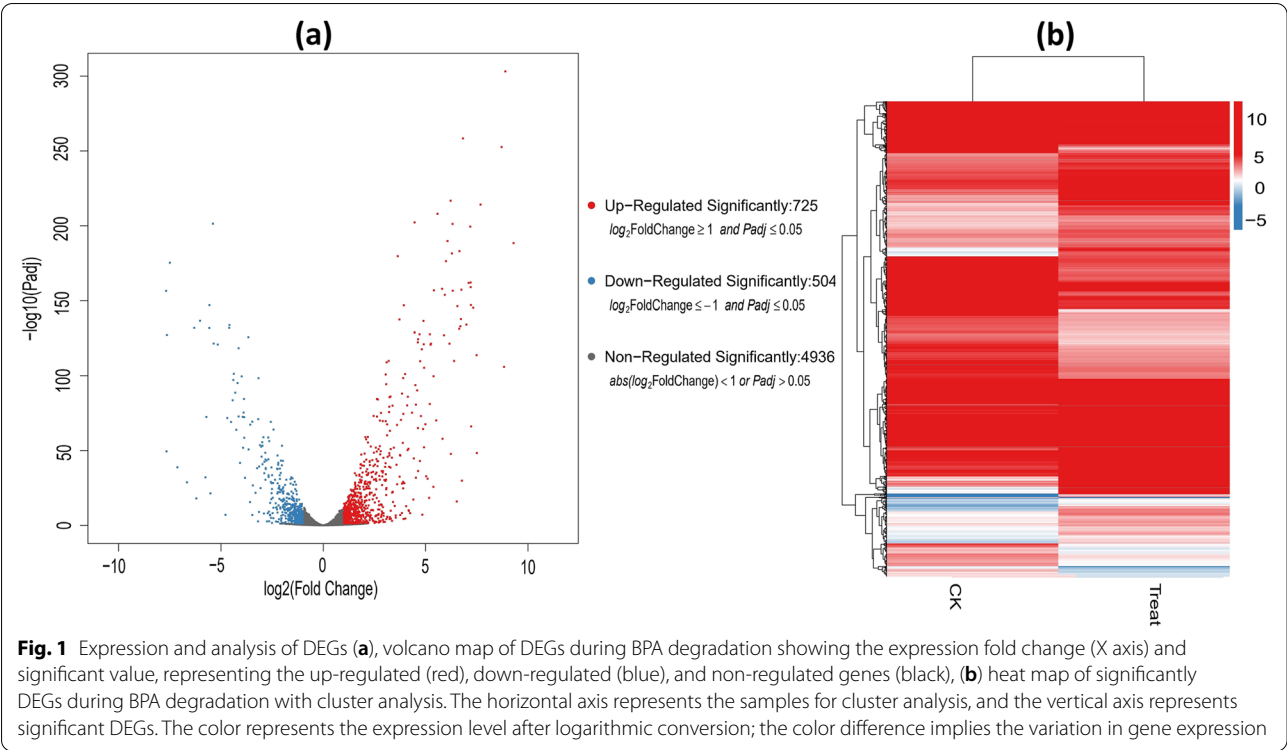 (a)
300
250
200
150
100
50
0
−log10(Padj)
−10
−5
0
5
10
log2(Fold Change)
Up−Regulated Significantly:725
log2FoldChange ≥ 1 and Padj ≤ 0.05
Down−Regulated Significantly:504
log2FoldChange ≤ −1 and Padj ≤ 0.05
Non−Regulated Significantly:4936
abs(log2FoldChange) < 1 or Padj > 0.05
(b)
10
5
0
−5
CK
Treat
Fig. 1 Expression and analysis of DEGs (a), volcano map of DEGs during BPA degradation showing the expression fold change (X axis) and
significant value, representing the up-regulated (red), down-regulated (blue), and non-regulated genes (black), (b) heat map of significantly
DEGs during BPA degradation with cluster analysis. The horizontal axis represents the samples for cluster analysis, and the vertical axis represents
significant DEGs. The color represents the expression level after logarithmic conversion; the color difference implies the variation in gene expression